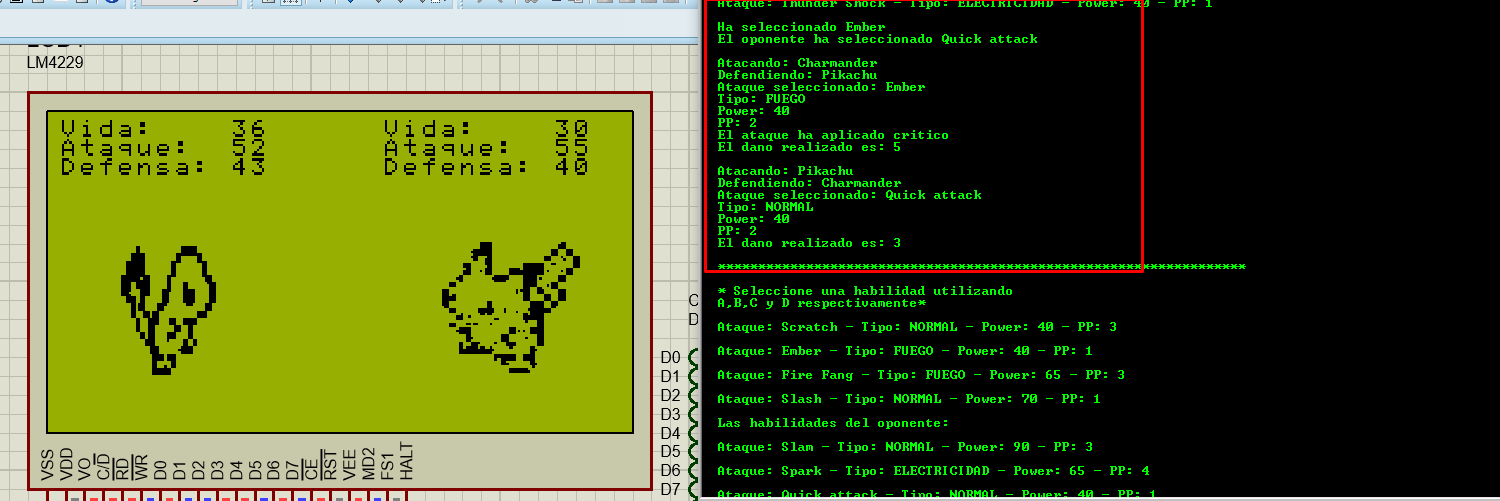 LCD1
LM4229
Vida: 36 Vida: 30
Ataque: 52 Ataque: 55
Defensa: 43 Defensa: 40
VSS
VDD
VO
C/D
RD
WR
D0
D1
D2
D3
D4
D5
D6
D7
CE
RST
VEE
MD2
FS1
HALT
C
D
D0
D1
D2
D3
D4
D5
D6
D7
Ataque: Thunder Shock - Tipo: ELECTRICIDAD - Power: 40 - PP: 1
Ha seleccionado Ember
El oponente ha seleccionado Quick attack
Atacando: Charmander
Defendiendo: Pikachu
Ataque seleccionado: Ember
Tipo: FUEGO
Power: 40
PP: 2
El ataque ha aplicado critico
El dano realizado es: 5
Atacando: Pikachu
Defendiendo: Charmander
Ataque seleccionado: Quick attack
Tipo: NORMAL
Power: 40
PP: 2
El dano realizado es: 3
******************************************************************
* Seleccione una habilidad utilizando
A,B,C y D respectivamente*
Ataque: Scratch - Tipo: NORMAL - Power: 40 - PP: 3
Ataque: Ember - Tipo: FUEGO - Power: 40 - PP: 1
Ataque: Fire Fang - Tipo: FUEGO - Power: 65 - PP: 3
Ataque: Slash - Tipo: NORMAL - Power: 70 - PP: 1
Las habilidades del oponente:
Ataque: Slam - Tipo: NORMAL - Power: 90 - PP: 3
Ataque: Spark - Tipo: ELECTRICIDAD - Power: 65 - PP: 4
Ataque: Quick attack - Tipo: NORMAL - Power: 40 - PP: 1